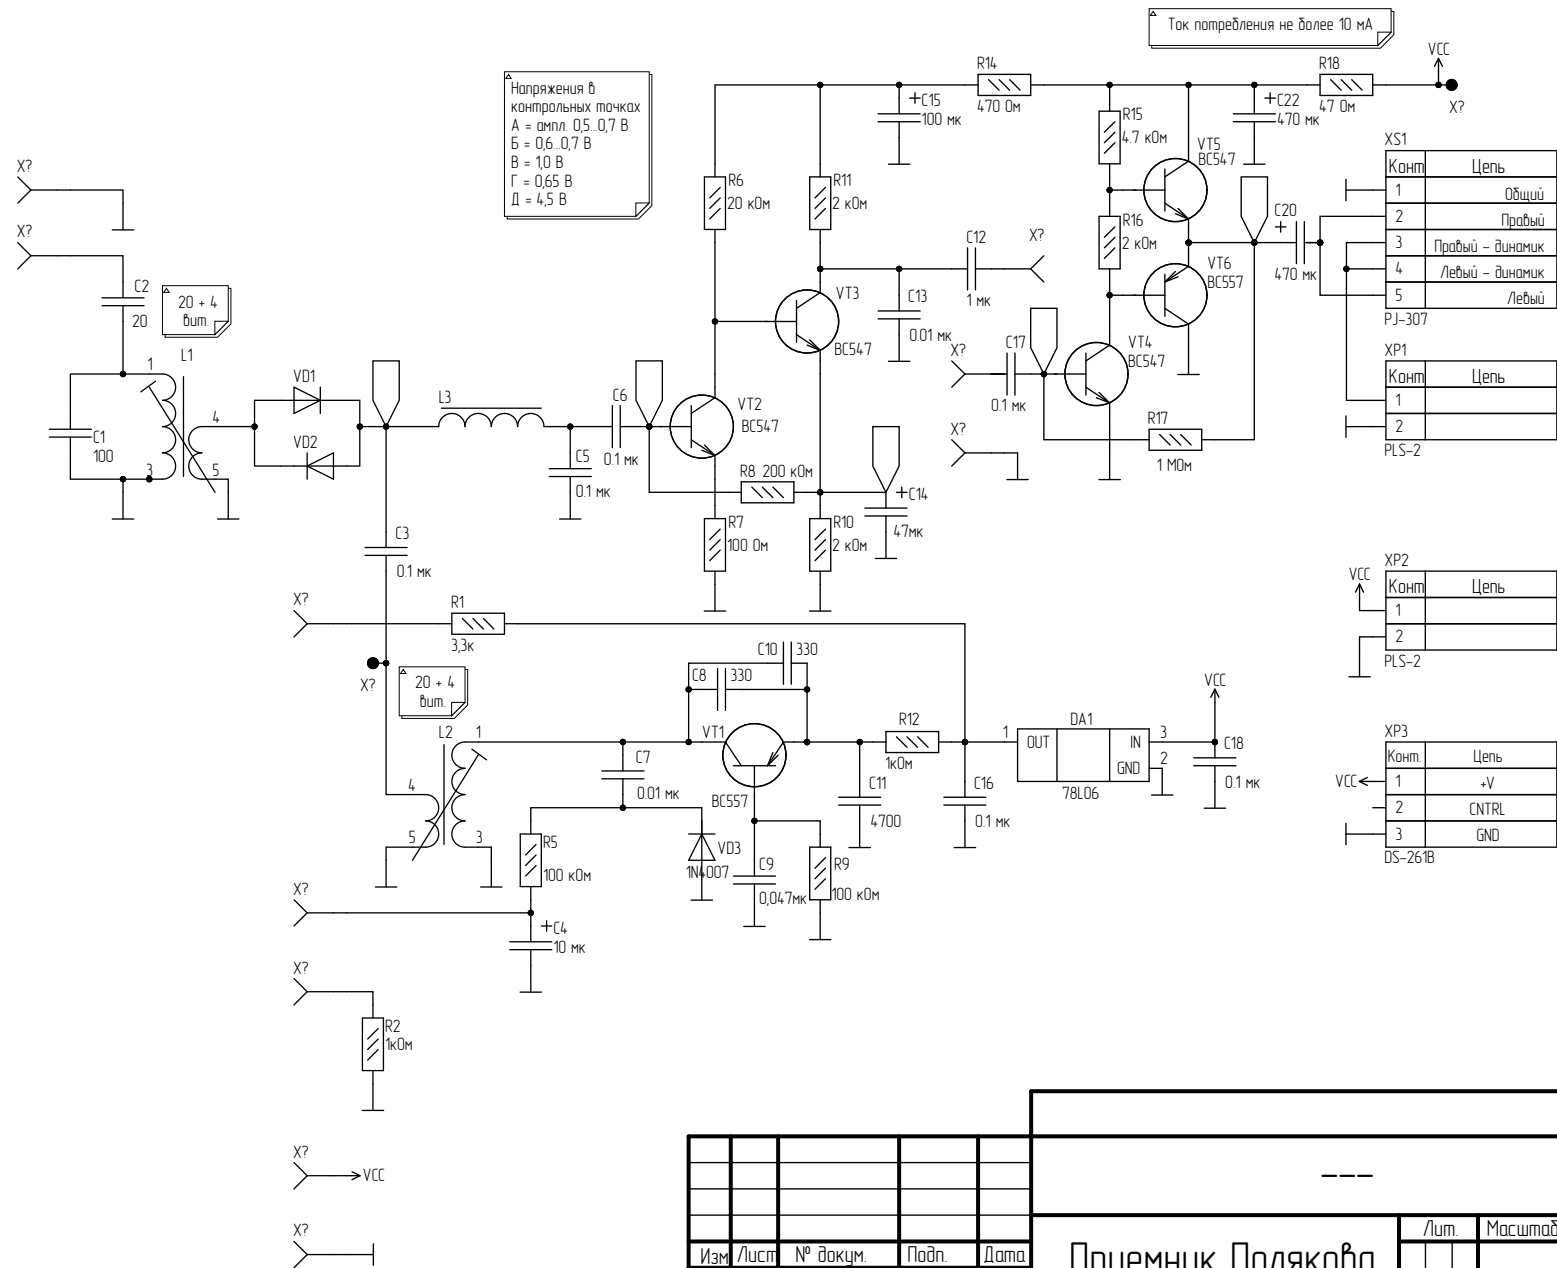 Ток потребления не более 10 мА
Напряжения в
контрольных точках
А = ампл. 0,5...0,7 В
Б = 0,6...0,7 В
В = 1,0 В
Г = 0,65 В
Д = 4,5 В
R14
470 Ом
R18
47 Ом
VCC
X?
+C15
100 мк
+C22
470 мк
R15
4.7 кОм
VT5
BC547
R6
20 кОм
R11
2 кОм
R16
2 кОм
C20
+
470 мк
C12
1 мк
X?
VT6
BC557
XS1
Конт Цепь
1 Общий
2 Правый
3 Правый - динамик
4 Левый - динамик
5 Левый
PJ-307
X?
X?
C2
20
20 + 4
вит.
L1
1
3
4
5
C1
100
VD1
VD2
L3
C6
0.1 мк
C5
0.1 мк
VT2
BC547
VT3
BC547
C13
0.01 мк
X?
C17
0.1 мк
VT4
BC547
X?
R17
1 МОм
XP1
Конт Цепь
1
2
PLS-2
R8 200 кОм
+C14
47мк
R7
100 Ом
R10
2 кОм
C3
0.1 мк
X?
R1
3,3к
XP2
VCC
Конт Цепь
1
2
PLS-2
X?
20 + 4
вит.
L2
1
4
5
3
C10 330
C8 330
VT1
BC557
R12
1кОм
1 OUT
DA1
IN 3
GND 2
78L06
VCC
C18
0.1 мк
C7
0.01 мк
C11
4700
C16
0.1 мк
XP3
Конт. Цепь
VCC 1 +V
2 CNTRL
3 GND
DS-261B
R5
100 кОм
VD3
1N4007
C9
0,047мк
R9
100 кОм
X?
+C4
10 мк
X?
R2
1кОм
X?
VCC
X?
---
Изм Лист № докум. Подп. Дата
Приемник Полякова
Лит. Масштаб